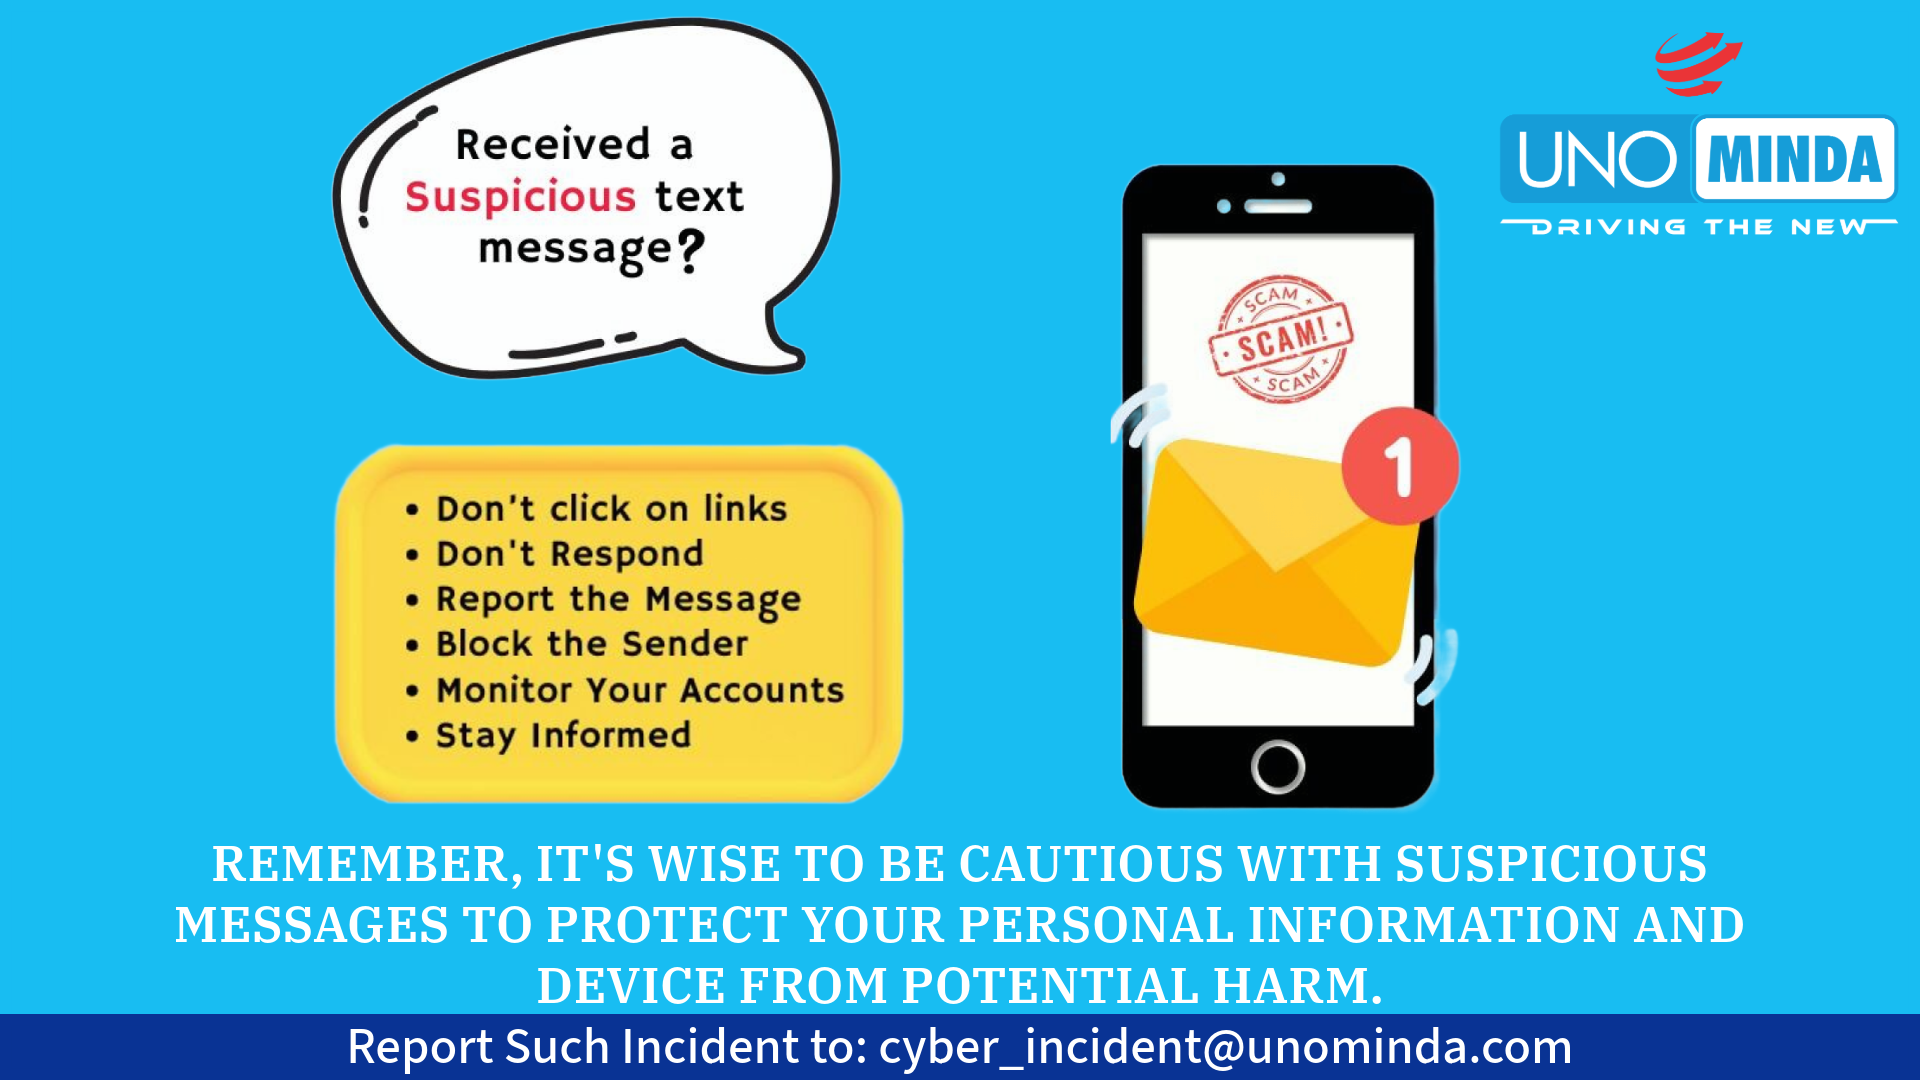 Received a
Suspicious text
message?
UNO MINDA
DRIVING THE NEW
SCAM
SCAM!
SCAM
1
• Don't click on links
• Don't Respond
• Report the Message
• Block the Sender
• Monitor Your Accounts
• Stay Informed
REMEMBER, IT'S WISE TO BE CAUTIOUS WITH SUSPICIOUS
MESSAGES TO PROTECT YOUR PERSONAL INFORMATION AND
DEVICE FROM POTENTIAL HARM.
Report Such Incident to: cyber_incident@unominda.com